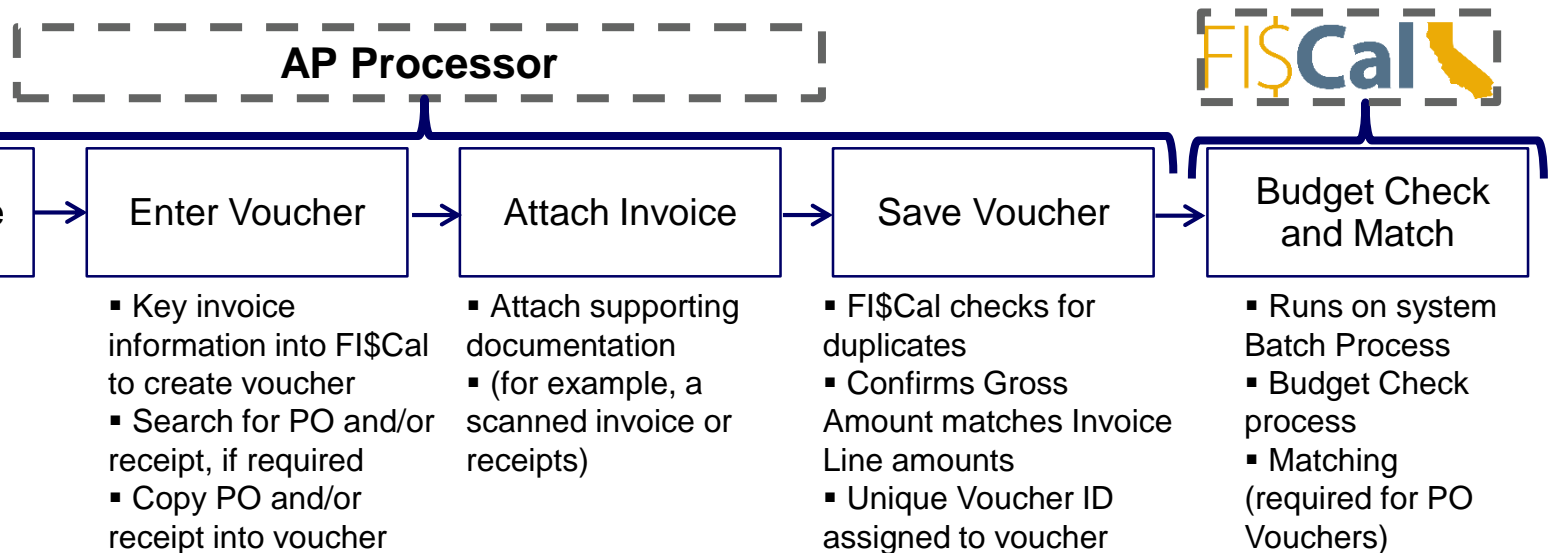 AP Processor
FI$Cal
e
Enter Voucher
Attach Invoice
Save Voucher
Budget Check
and Match
▪ Key invoice
information into FI$Cal
to create voucher
▪ Search for PO and/or
receipt, if required
▪ Copy PO and/or
receipt into voucher
▪ Attach supporting
documentation
▪ (for example, a
scanned invoice or
receipts)
▪ FI$Cal checks for
duplicates
▪ Confirms Gross
Amount matches Invoice
Line amounts
▪ Unique Voucher ID
assigned to voucher
▪ Runs on system
Batch Process
▪ Budget Check
process
▪ Matching
(required for PO
Vouchers)